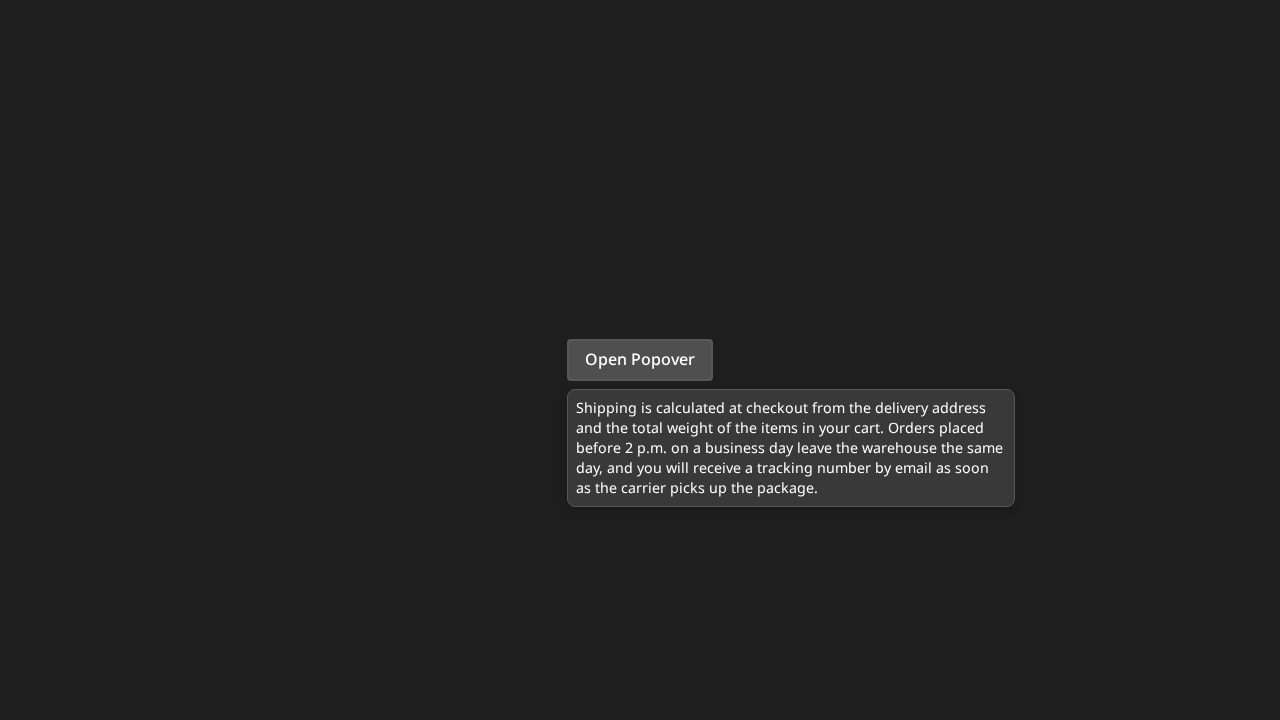 Open Popover
Shipping is calculated at checkout from the delivery address
and the total weight of the items in your cart. Orders placed
before 2 p.m. on a business day leave the warehouse the same
day, and you will receive a tracking number by email as soon
as the carrier picks up the package.